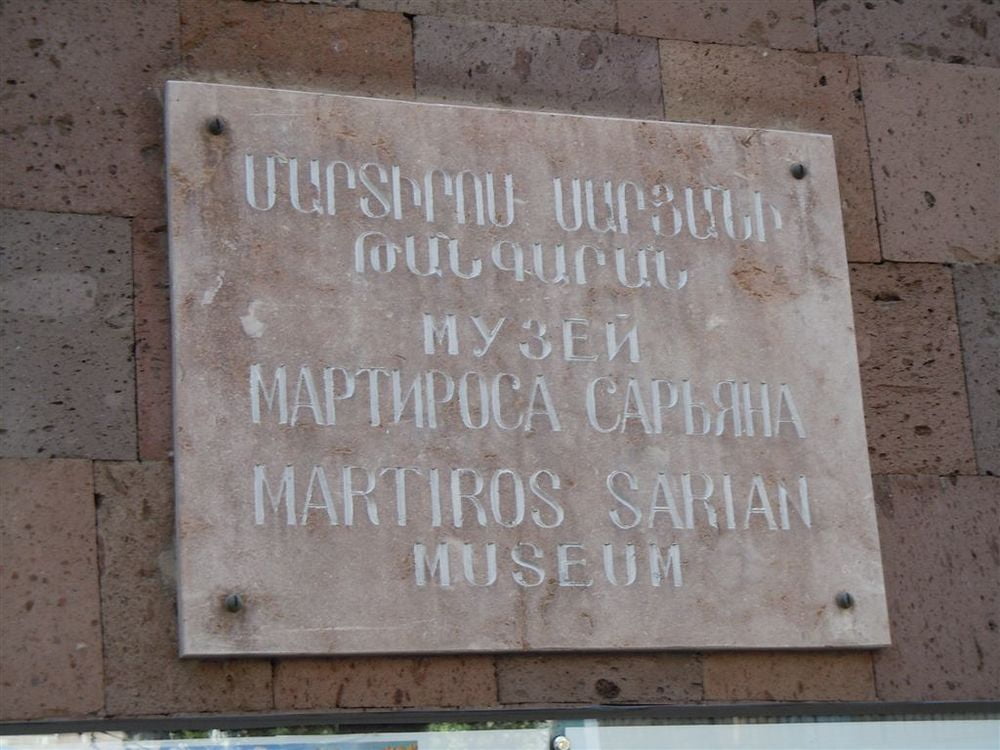 ՄԱՐՏԻՐՈՍ ՍԱՐՅԱՆԻ
ԹԱՆԳԱՐԱՆ
МУЗЕЙ
МАРТИРОСА САРЬЯНА
MARTIROS SARIAN
MUSEUM